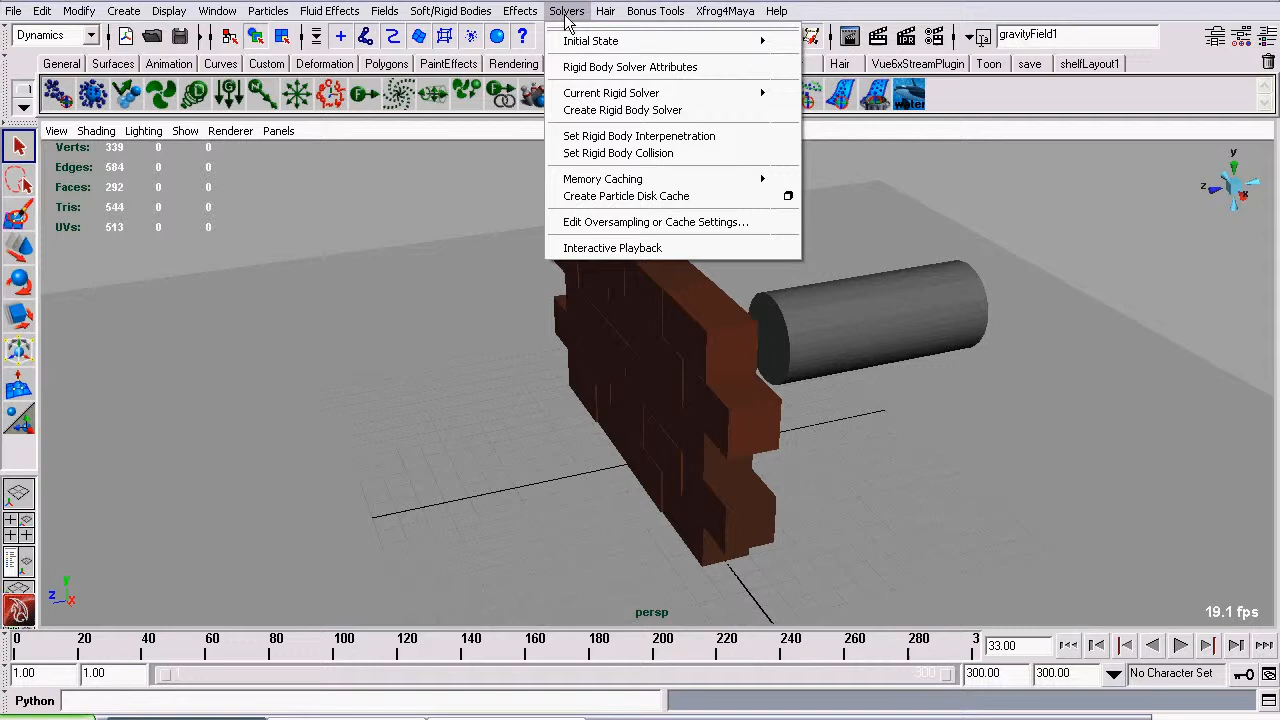 File Edit Modify Create Display Window Particles Fluid Effects Fields Soft/Rigid Bodies Effects Solvers Hair Bonus Tools Xfrog4Maya Help
Dynamics
gravityField1
General Surfaces Animation Curves Custom Deformation Polygons PaintEffects Rendering Hair Vue6xStreamPlugin Toon save shelfLayout1
water
Initial State
Rigid Body Solver Attributes
Current Rigid Solver
Create Rigid Body Solver
Set Rigid Body Interpenetration
Set Rigid Body Collision
Memory Caching
Create Particle Disk Cache
Edit Oversampling or Cache Settings...
Interactive Playback
View Shading Lighting Show Renderer Panels
Verts: 339 0 0
Edges: 584 0 0
Faces: 292 0 0
Tris: 544 0 0
UVs: 513 0 0
y
z
x
y
z
x
persp
19.1 fps
0 20 40 60 80 100 120 140 160 180 200 220 240 260 280 3
33.00
1.00 1.00 1 300 300.00 300.00 No Character Set
Python